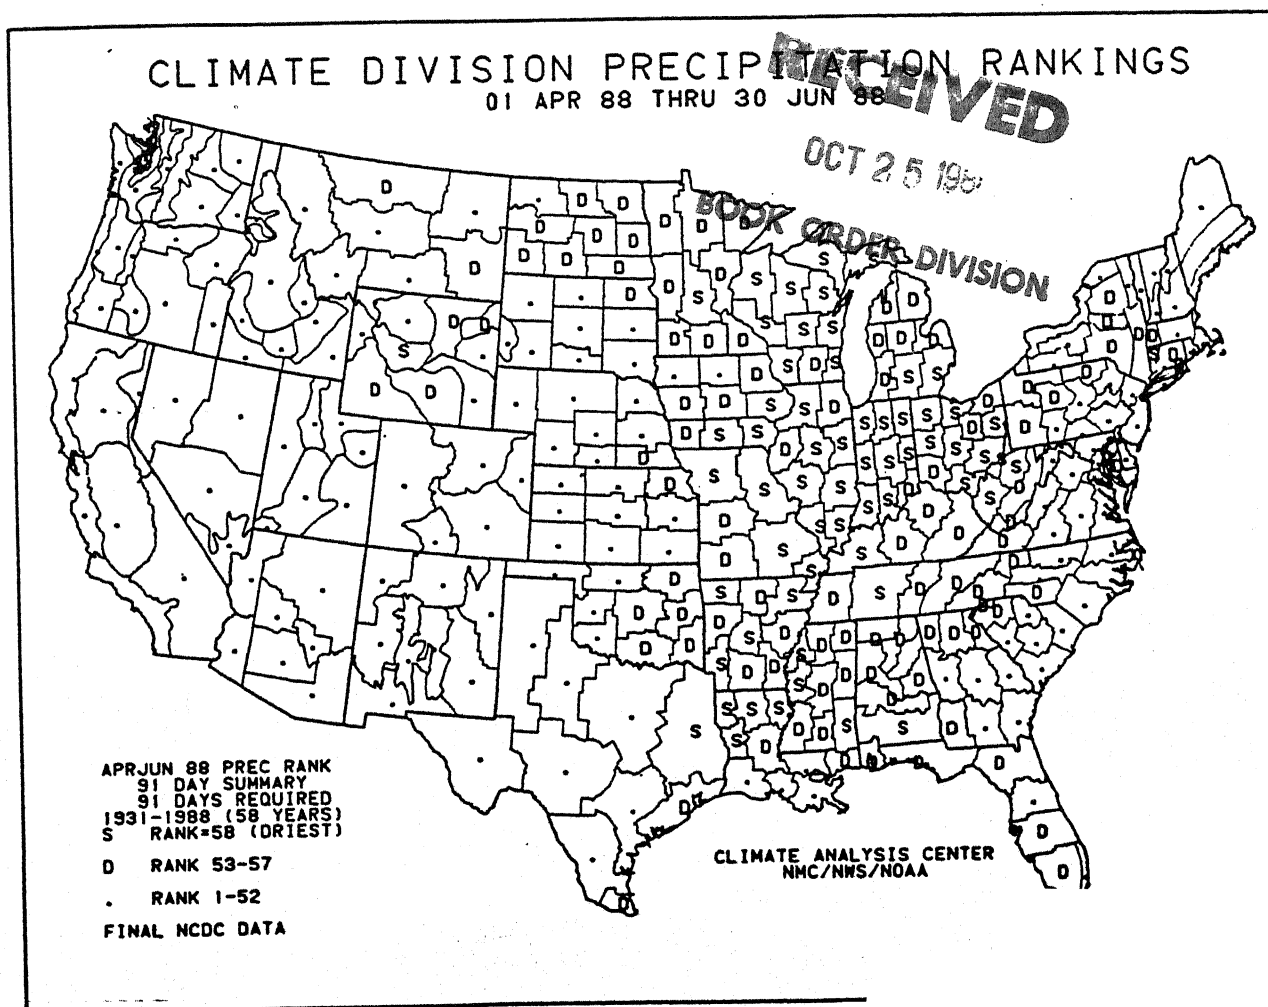 CLIMATE DIVISION PRECIPITATION RANKINGS
01 APR 88 THRU 30 JUN 88
RECEIVED
OCT 25 198
BOOK ORDER DIVISION
APRJUN 88 PREC RANK
91 DAY SUMMARY
91 DAYS REQUIRED
1931-1988 (58 YEARS)
S RANK=58 (DRIEST)
D RANK 53-57
. RANK 1-52
FINAL NCDC DATA
CLIMATE ANALYSIS CENTER
NMC/NWS/NOAA